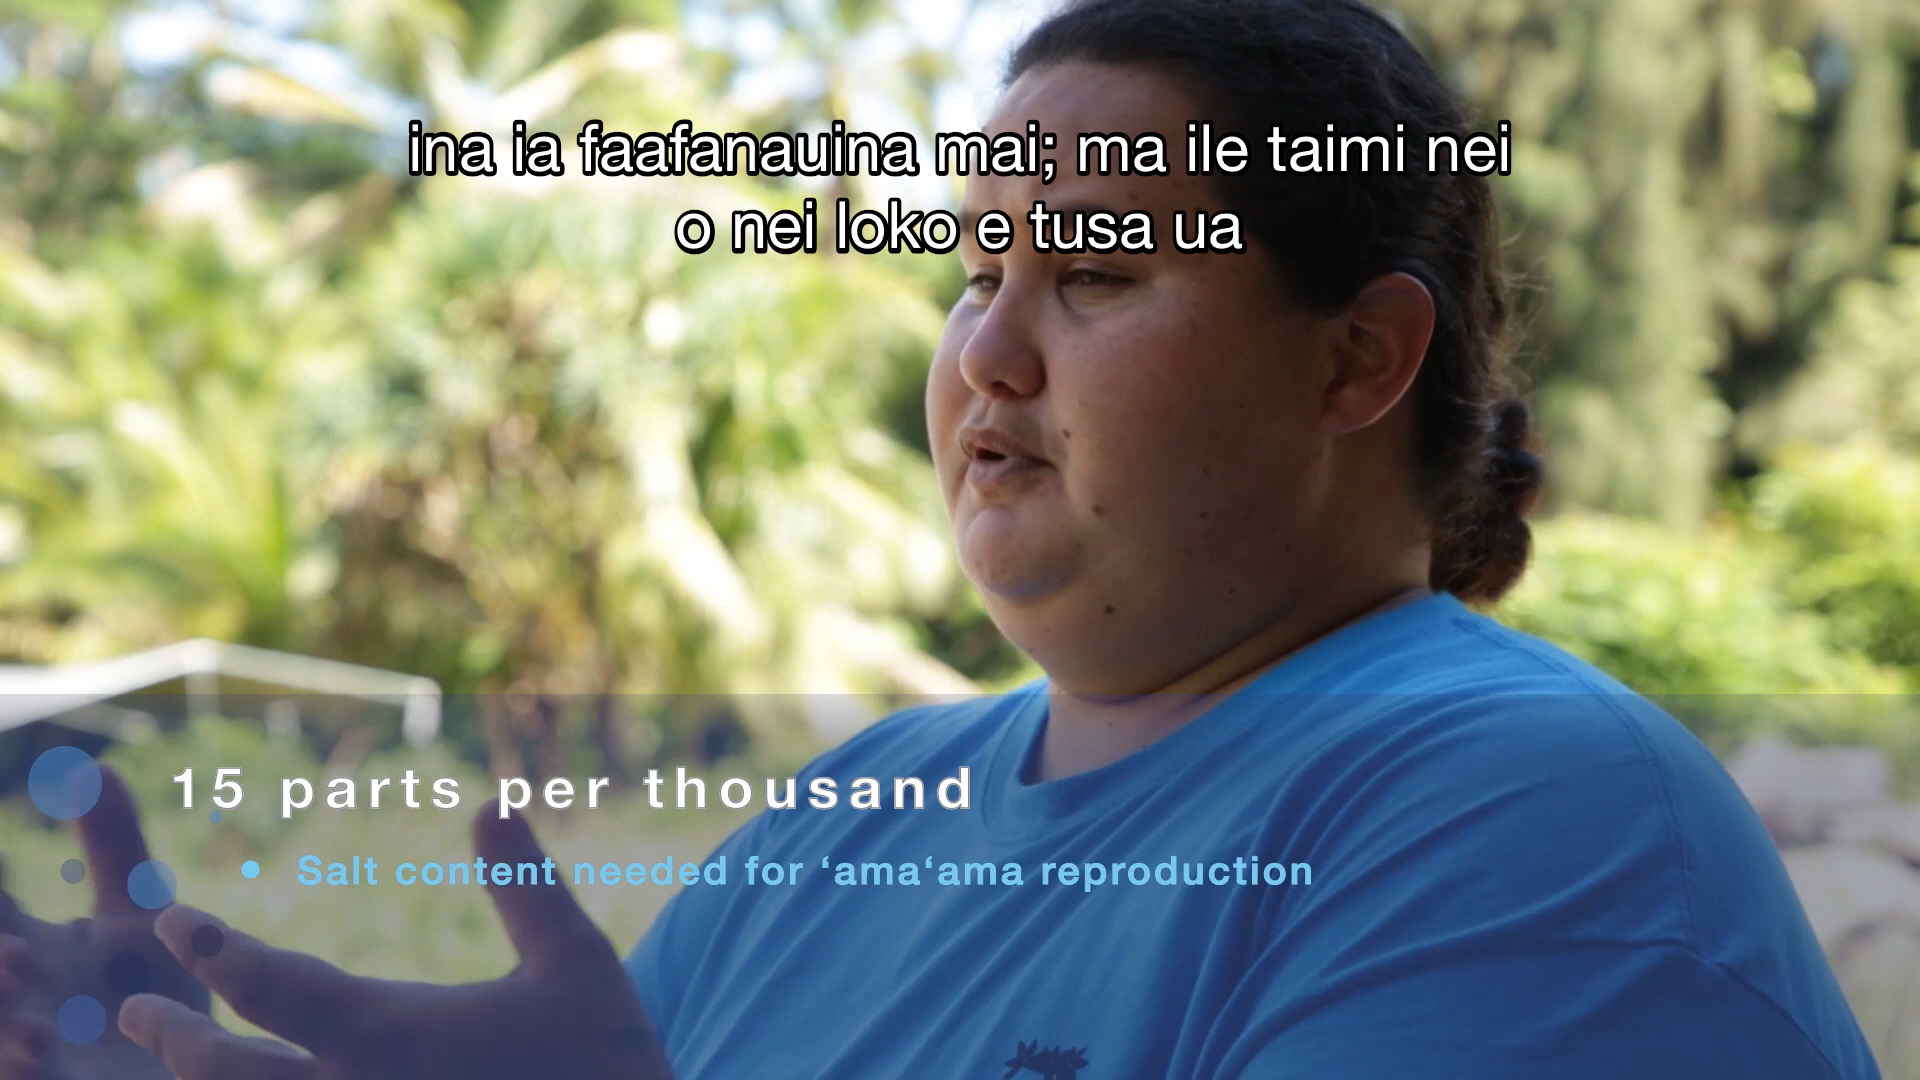 ina ia faafanauina mai; ma ile taimi nei
o nei loko e tusa ua
15 parts per thousand
• Salt content needed for ‘ama‘ama reproduction